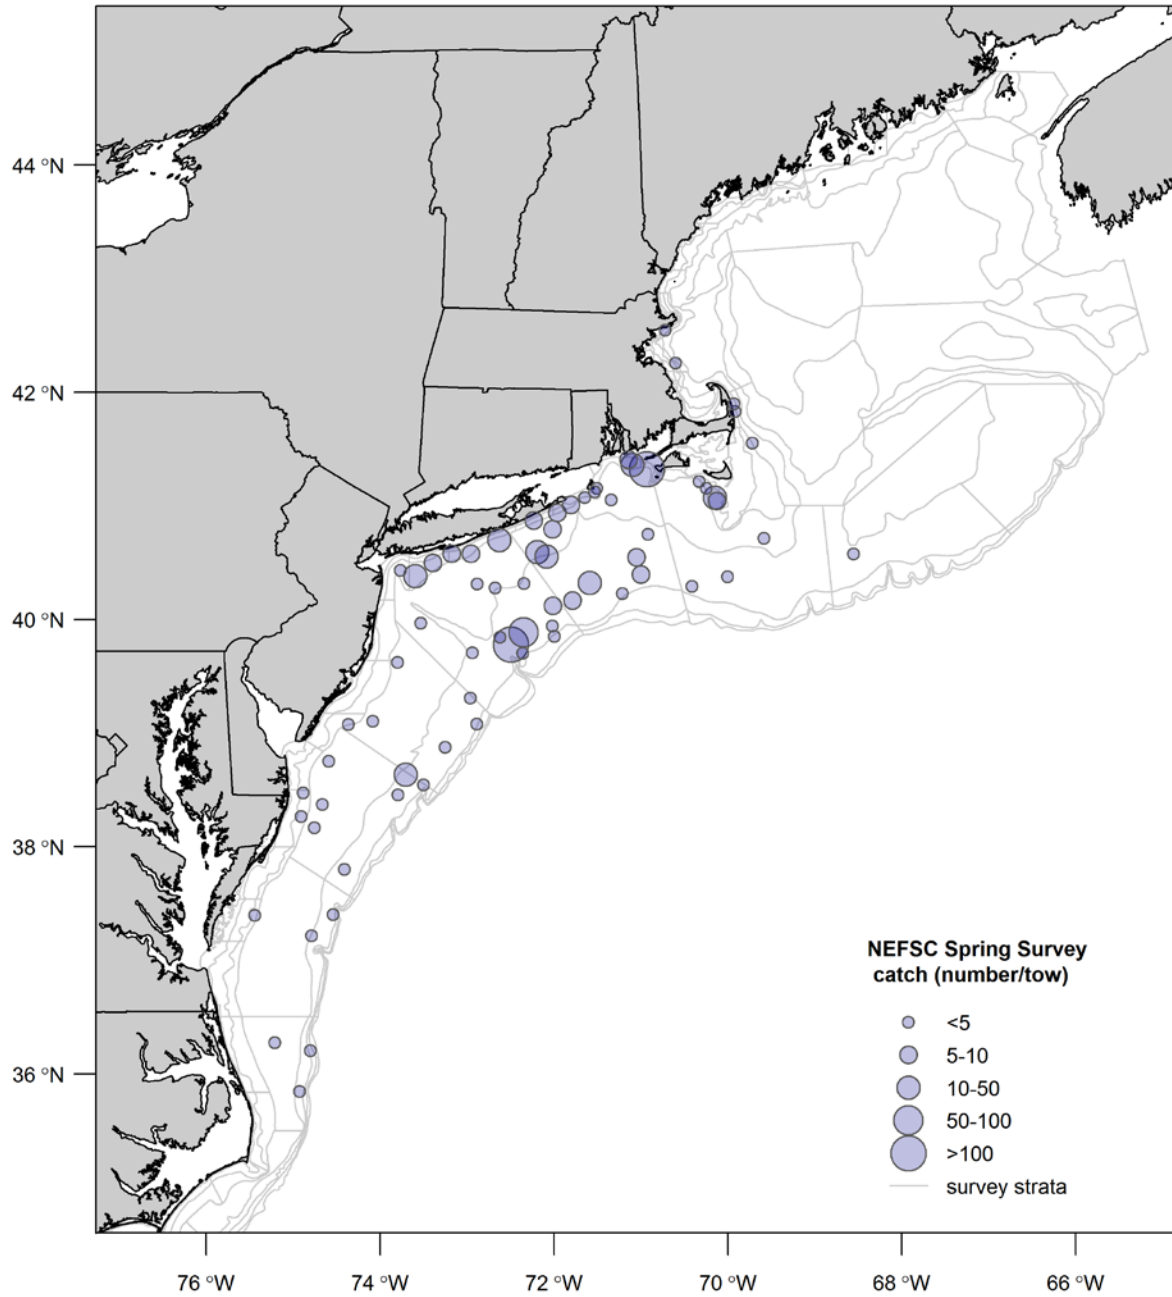 44 °N
42 °N
40 °N
38 °N
36 °N
NEFSC Spring Survey
catch (number/tow)
<5
5-10
10-50
50-100
>100
survey strata
76 °W
74 °W
72 °W
70 °W
68 °W
66 °W